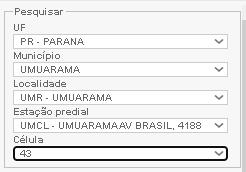 Pesquisar
UF
PR - PARANA
Município
UMUARAMA
Localidade
UMR - UMUARAMA
Estação predial
UMCL - UMUARAMAAV BRASIL, 4188
Célula
43